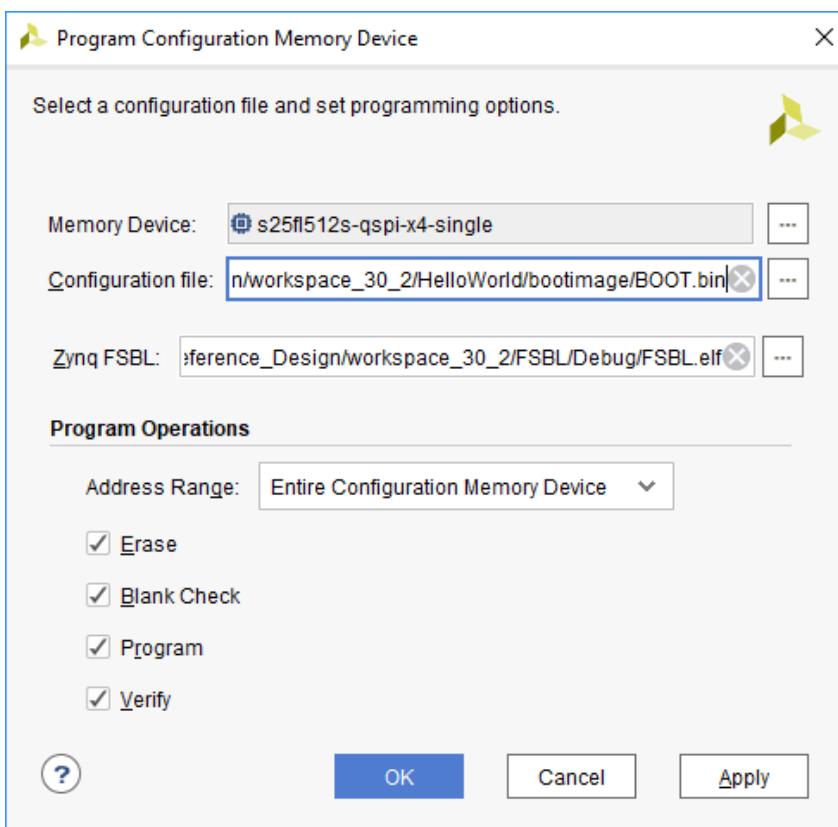 Program Configuration Memory Device
Select a configuration file and set programming options.
Memory Device: s25fl512s-qspi-x4-single ...
Configuration file: n/workspace_30_2/HelloWorld/bootimage/BOOT.bin ...
Zynq FSBL: eference_Design/workspace_30_2/FSBL/Debug/FSBL.elf ...
Program Operations
Address Range: Entire Configuration Memory Device
Erase
Blank Check
Program
Verify
? OK Cancel Apply